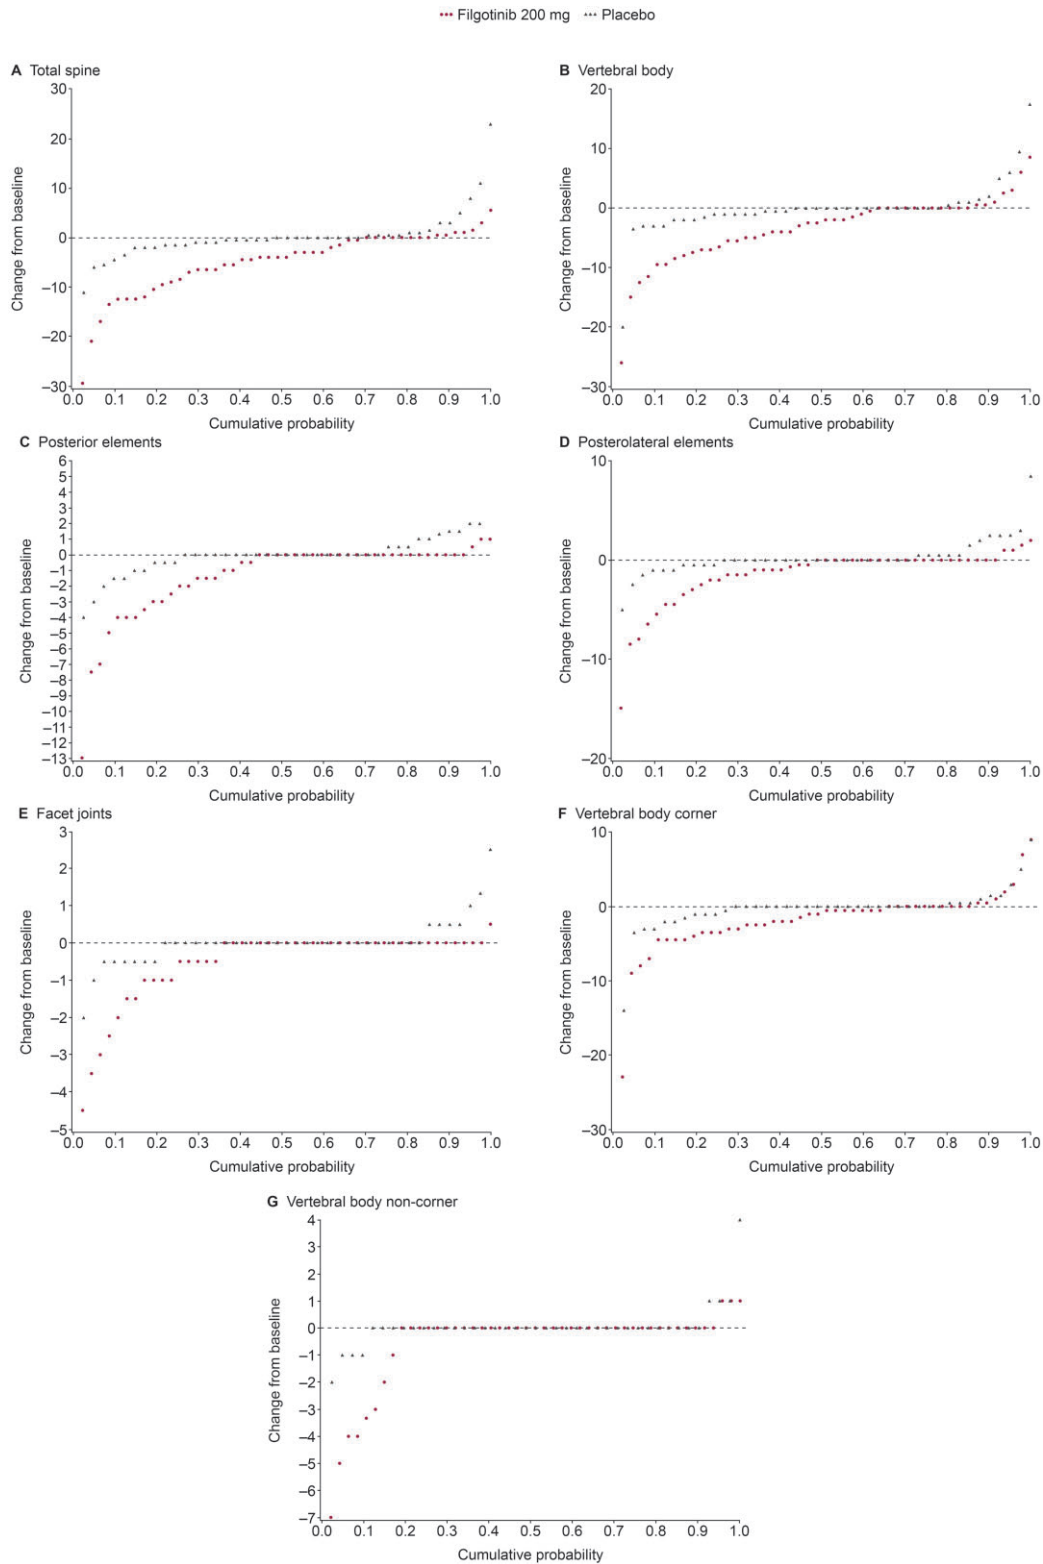 Filgotinib 200 mg Placebo
A Total spine
30
20
10
0
–10
–20
–30
Change from baseline
0.0 0.1 0.2 0.3 0.4 0.5 0.6 0.7 0.8 0.9 1.0
Cumulative probability
B Vertebral body
20
10
0
–10
–20
–30
Change from baseline
0.0 0.1 0.2 0.3 0.4 0.5 0.6 0.7 0.8 0.9 1.0
Cumulative probability
C Posterior elements
6
5
4
3
2
1
0
–1
–2
–3
–4
–5
–6
–7
–8
–9
–10
–11
–12
–13
Change from baseline
0.0 0.1 0.2 0.3 0.4 0.5 0.6 0.7 0.8 0.9 1.0
Cumulative probability
D Posterolateral elements
10
0
–10
–20
Change from baseline
0.0 0.1 0.2 0.3 0.4 0.5 0.6 0.7 0.8 0.9 1.0
Cumulative probability
E Facet joints
3
2
1
0
–1
–2
–3
–4
–5
Change from baseline
0.0 0.1 0.2 0.3 0.4 0.5 0.6 0.7 0.8 0.9 1.0
Cumulative probability
F Vertebral body corner
10
0
–10
–20
–30
Change from baseline
0.0 0.1 0.2 0.3 0.4 0.5 0.6 0.7 0.8 0.9 1.0
Cumulative probability
G Vertebral body non-corner
4
3
2
1
0
–1
–2
–3
–4
–5
–6
–7
Change from baseline
0.0 0.1 0.2 0.3 0.4 0.5 0.6 0.7 0.8 0.9 1.0
Cumulative probability